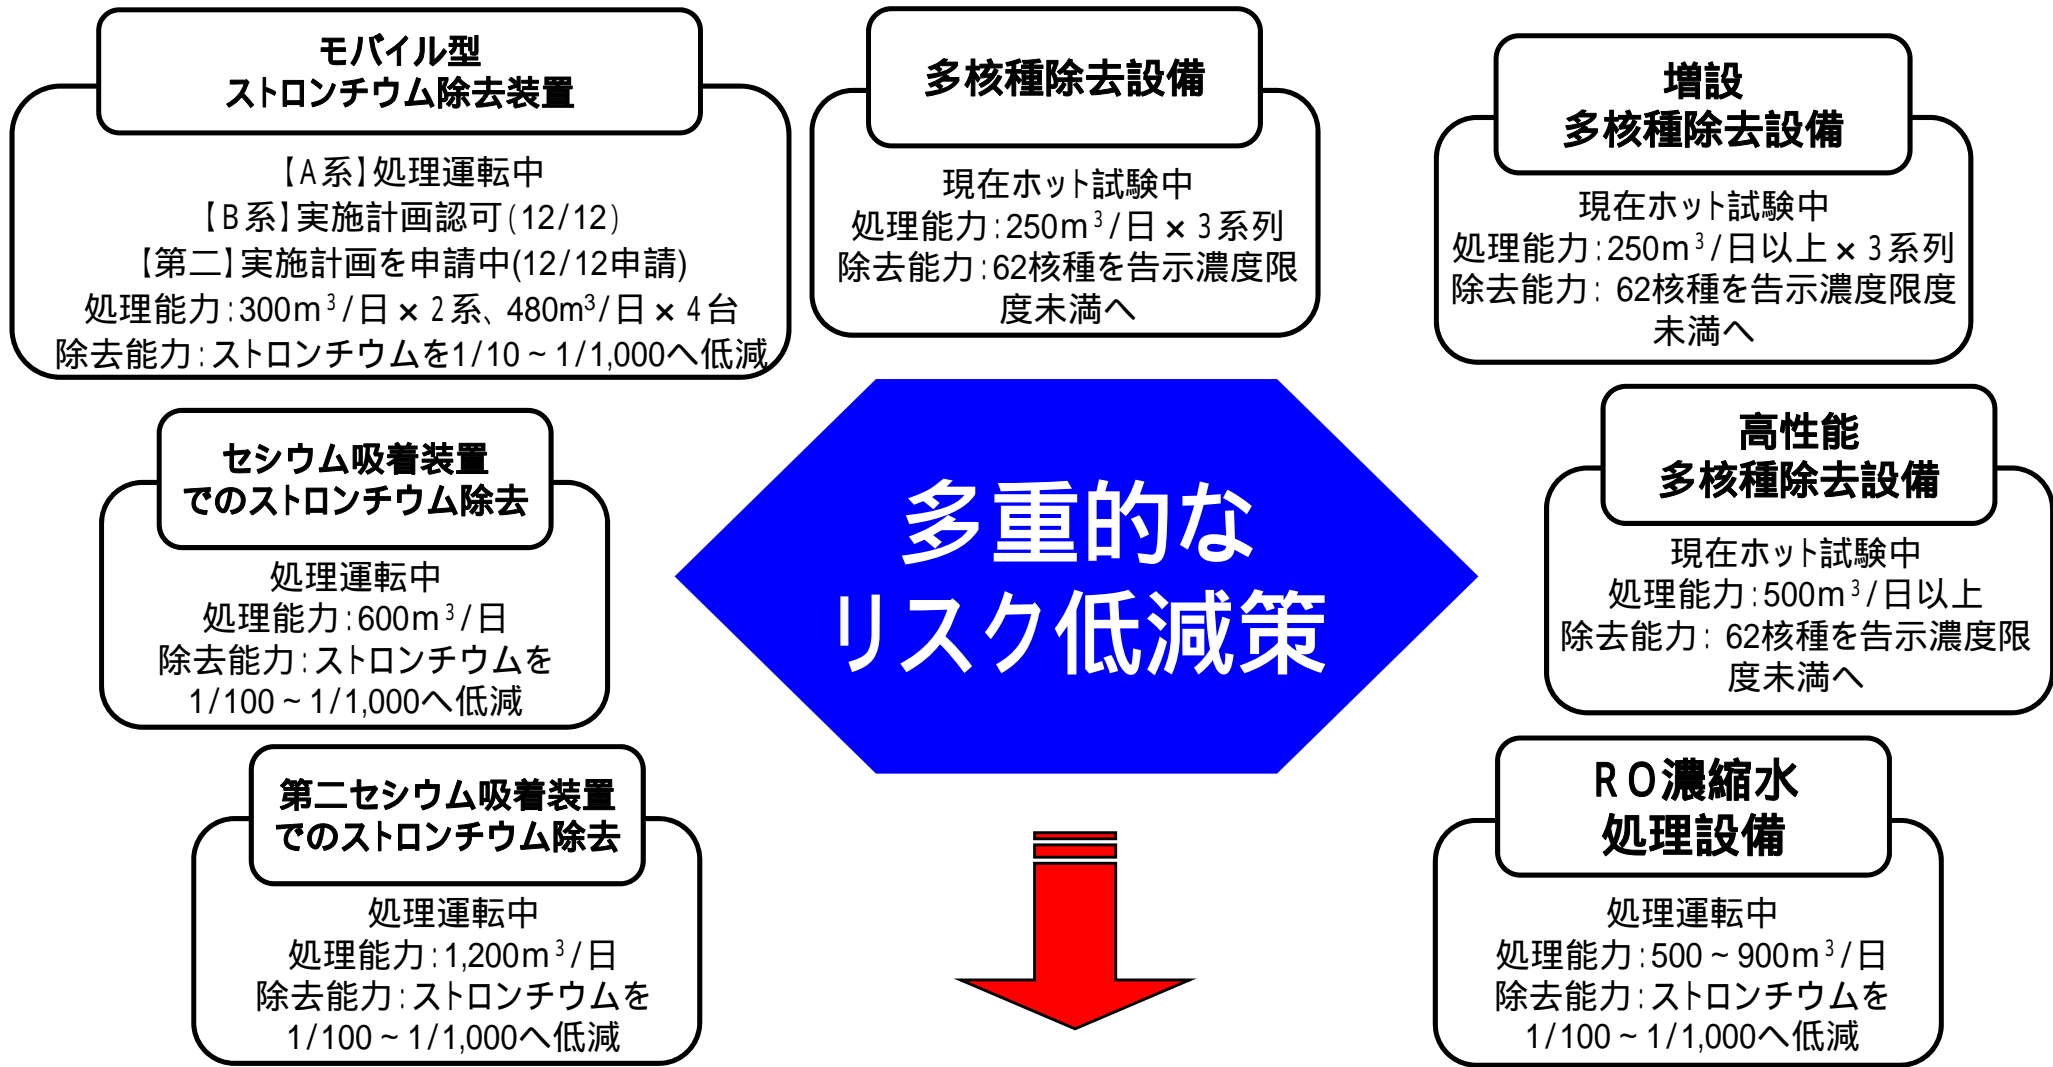 モバイル型
ストロンチウム除去装置
【A系】処理運転中
【B系】実施計画認可(12/12)
【第二】実施計画を申請中(12/12申請)
処理能力:300m³/日×2系、480m³/日×4台
除去能力:ストロンチウムを1/10~1/1,000へ低減
多核種除去設備
現在ホット試験中
処理能力:250m³/日×3系列
除去能力:62核種を告示濃度限
度未満へ
増設
多核種除去設備
現在ホット試験中
処理能力:250m³/日以上×3系列
除去能力: 62核種を告示濃度限度
未満へ
セシウム吸着装置
でのストロンチウム除去
処理運転中
処理能力:600m³/日
除去能力:ストロンチウムを
1/100~1/1,000へ低減
多重的な
リスク低減策
高性能
多核種除去設備
現在ホット試験中
処理能力:500m³/日以上
除去能力: 62核種を告示濃度限
度未満へ
第二セシウム吸着装置
でのストロンチウム除去
処理運転中
処理能力:1,200m³/日
除去能力:ストロンチウムを
1/100~1/1,000へ低減
RO濃縮水
処理設備
処理運転中
処理能力:500~900m³/日
除去能力:ストロンチウムを
1/100~1/1,000へ低減